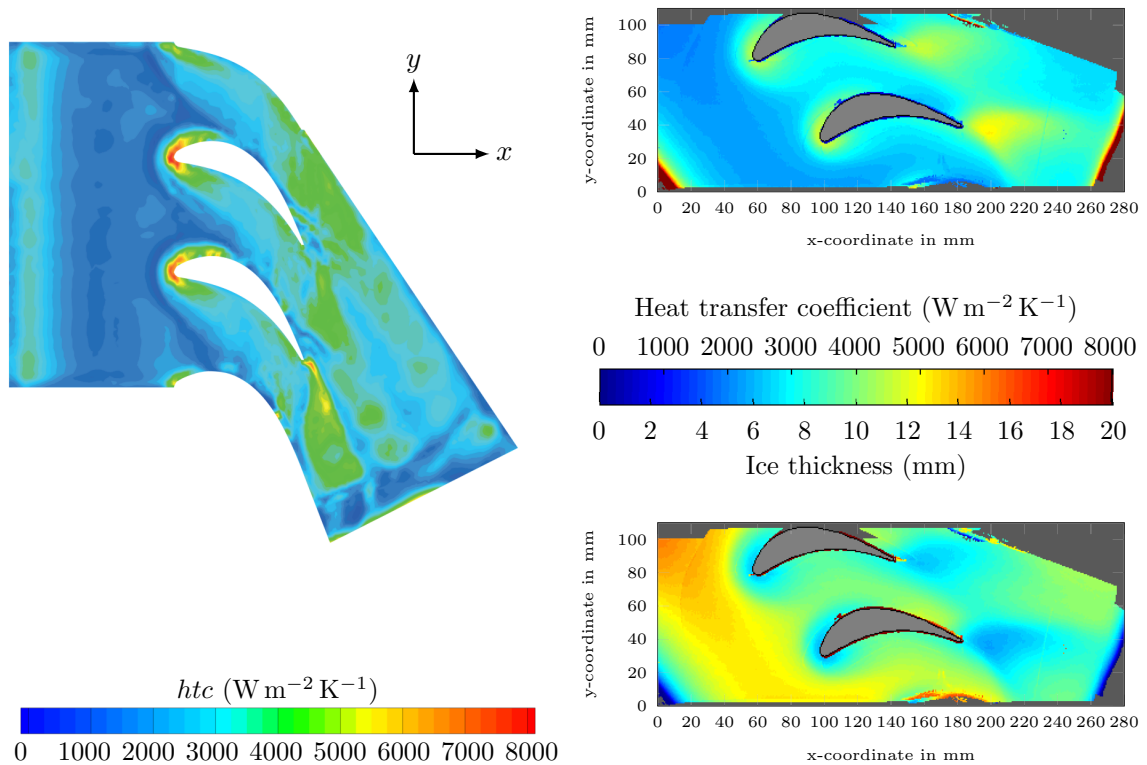 y
x
htc (W m⁻² K⁻¹)
0 1000 2000 3000 4000 5000 6000 7000 8000
100
80
60
40
20
0
y-coordinate in mm
0 20 40 60 80 100 120 140 160 180 200 220 240 260 280
x-coordinate in mm
Heat transfer coefficient (W m⁻² K⁻¹)
0 1000 2000 3000 4000 5000 6000 7000 8000
0 2 4 6 8 10 12 14 16 18 20
Ice thickness (mm)
100
80
60
40
20
0
y-coordinate in mm
0 20 40 60 80 100 120 140 160 180 200 220 240 260 280
x-coordinate in mm